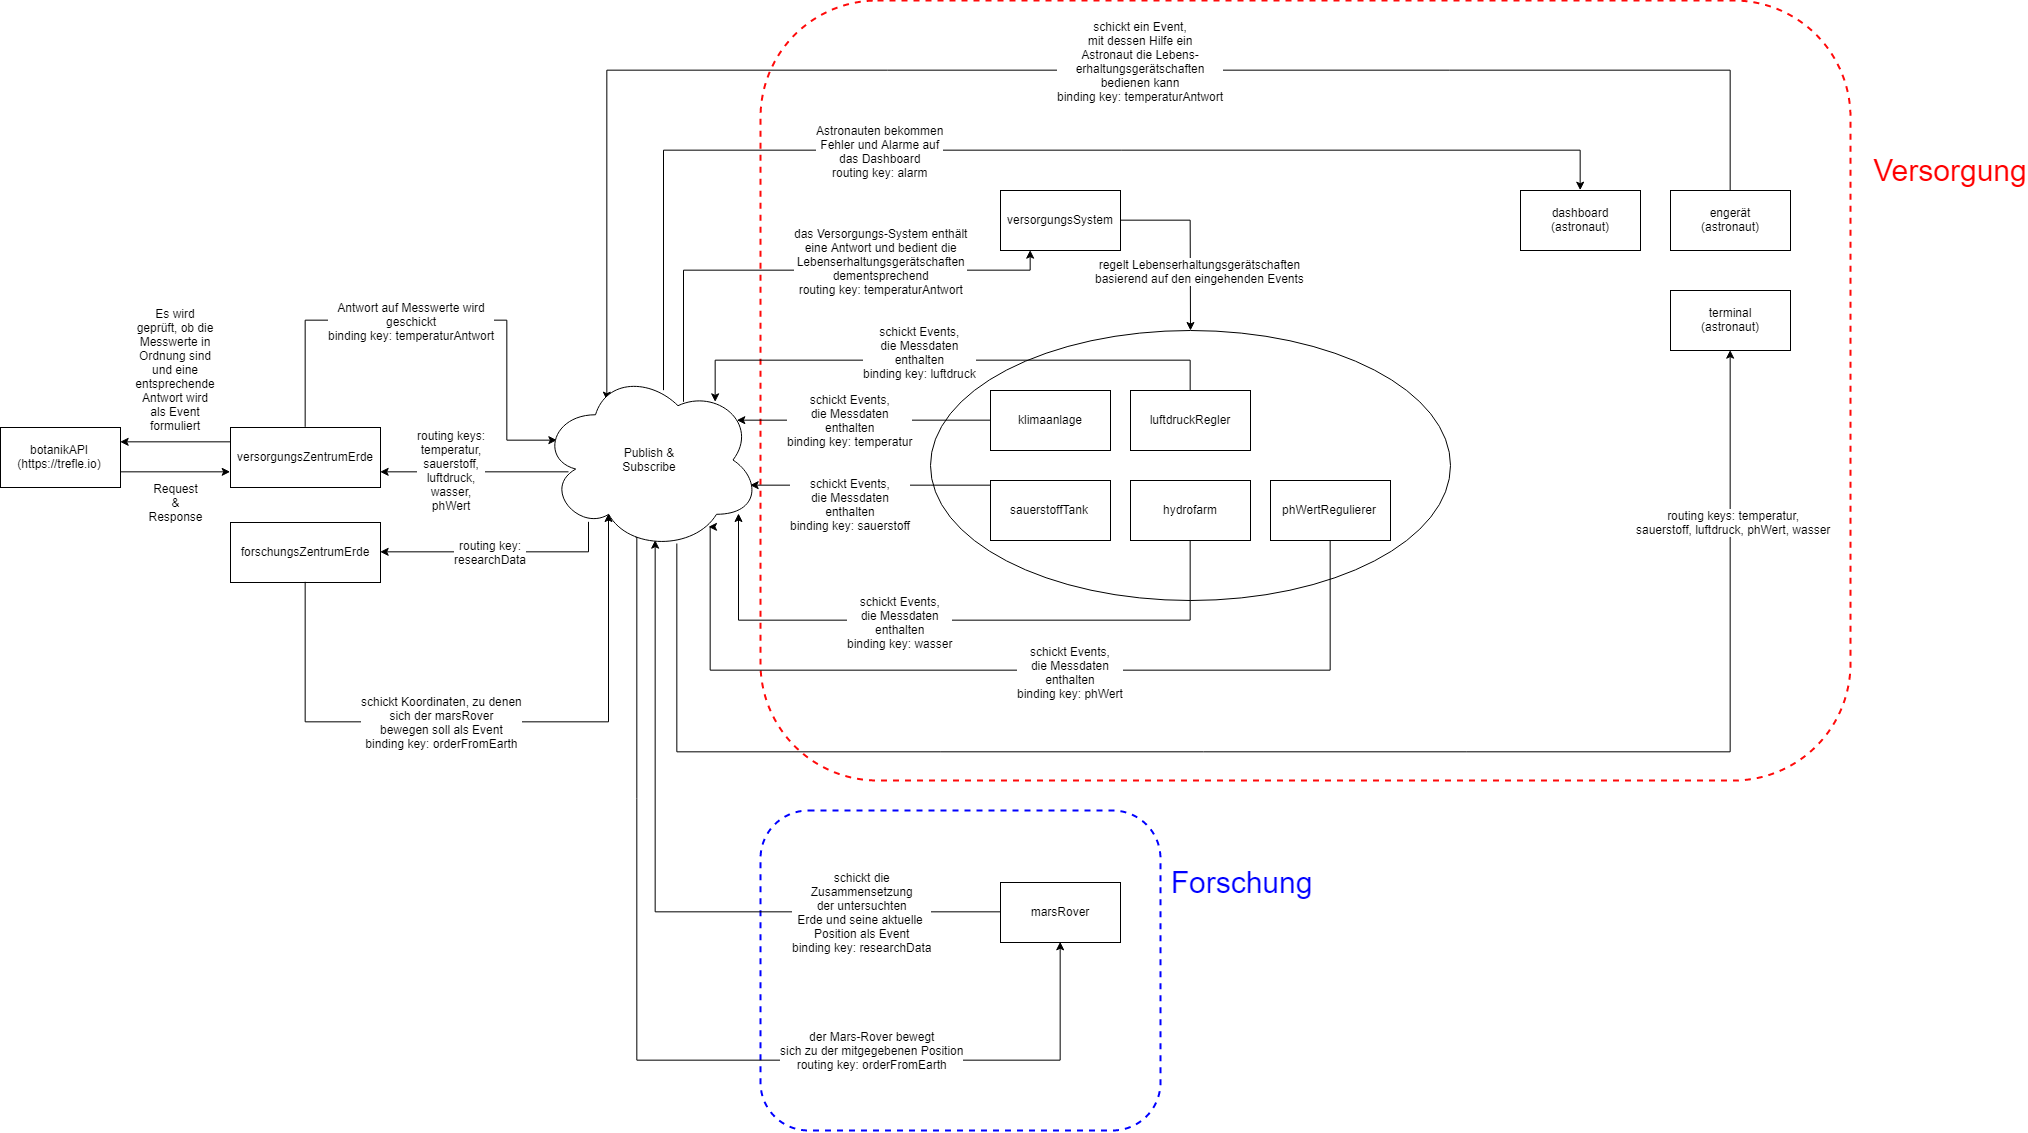 schickt ein Event,
mit dessen Hilfe ein
Astronaut die Lebens-
erhaltungsgerätschaften
bedienen kann
binding key: temperaturAntwort
Astronauten bekommen
Fehler und Alarme auf
das Dashboard
routing key: alarm
Versorgung
versorgungsSystem
dashboard
(astronaut)
engerät
(astronaut)
das Versorgungs-System enthält
eine Antwort und bedient die
Lebenserhaltungsgerätschaften
dementsprechend
routing key: temperaturAntwort
regelt Lebenserhaltungsgerätschaften
basierend auf den eingehenden Events
terminal
(astronaut)
Es wird
geprüft, ob die
Messwerte in
Ordnung sind
und eine
entsprechende
Antwort wird
als Event
formuliert
Antwort auf Messwerte wird
geschickt
binding key: temperaturAntwort
schickt Events,
die Messdaten
enthalten
binding key: luftdruck
schickt Events,
die Messdaten
enthalten
binding key: temperatur
klimaanlage
luftdruckRegler
botanikAPI
(https://trefle.io)
versorgungsZentrumErde
routing keys:
temperatur,
sauerstoff,
luftdruck,
wasser,
phWert
Publish &
Subscribe
Request
&
Response
schickt Events,
die Messdaten
enthalten
binding key: sauerstoff
sauerstoffTank
hydrofarm
phWertRegulierer
routing keys: temperatur,
sauerstoff, luftdruck, phWert, wasser
forschungsZentrumErde
routing key:
researchData
schickt Events,
die Messdaten
enthalten
binding key: wasser
schickt Events,
die Messdaten
enthalten
binding key: phWert
schickt Koordinaten, zu denen
sich der marsRover
bewegen soll als Event
binding key: orderFromEarth
Forschung
schickt die
Zusammensetzung
der untersuchten
Erde und seine aktuelle
Position als Event
binding key: researchData
marsRover
der Mars-Rover bewegt
sich zu der mitgegebenen Position
routing key: orderFromEarth